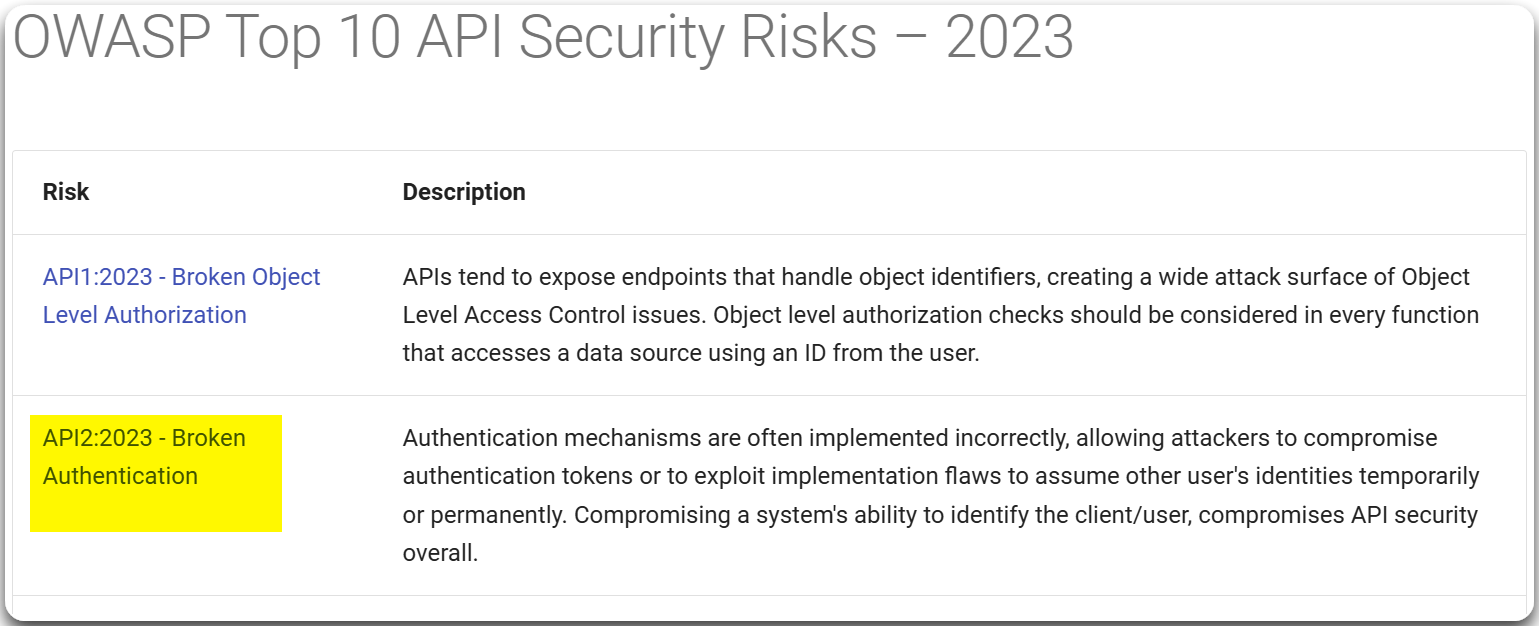 OWASP Top 10 API Security Risks – 2023
Risk
Description
API1:2023 - Broken Object
Level Authorization
APIs tend to expose endpoints that handle object identifiers, creating a wide attack surface of Object
Level Access Control issues. Object level authorization checks should be considered in every function
that accesses a data source using an ID from the user.
API2:2023 - Broken
Authentication
Authentication mechanisms are often implemented incorrectly, allowing attackers to compromise
authentication tokens or to exploit implementation flaws to assume other user's identities temporarily
or permanently. Compromising a system's ability to identify the client/user, compromises API security
overall.